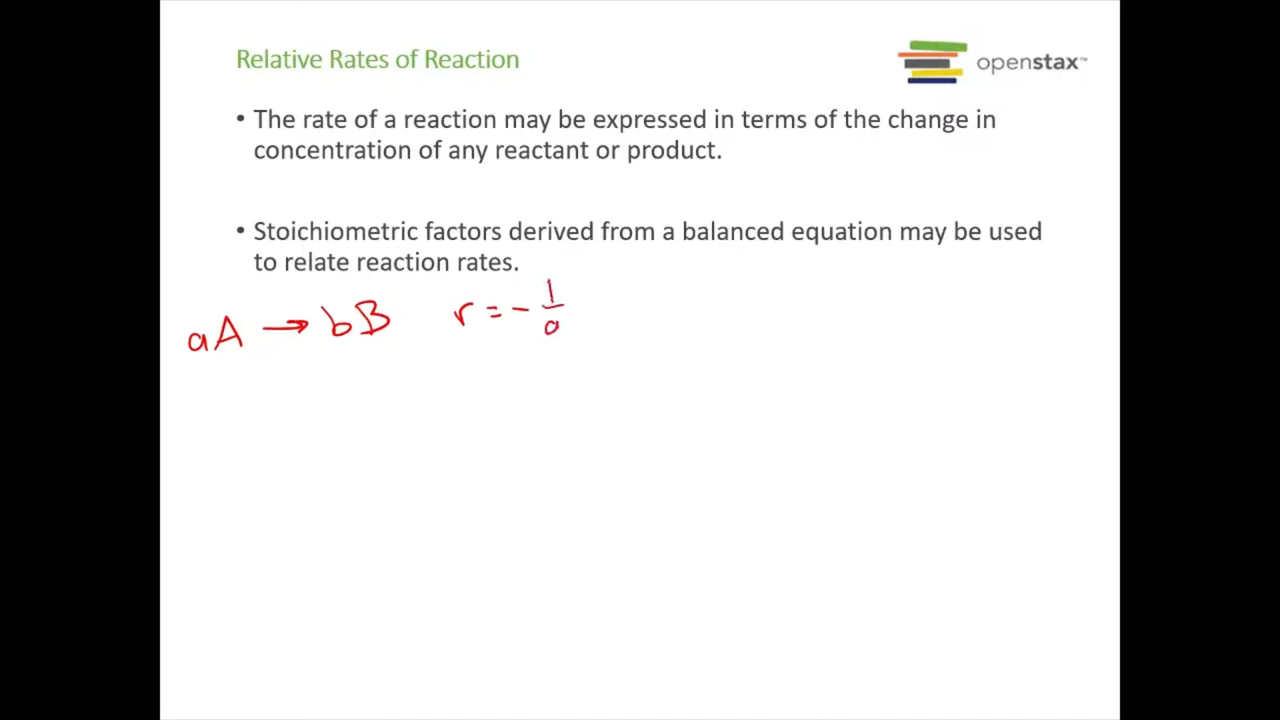 Relative Rates of Reaction
openstax™
• The rate of a reaction may be expressed in terms of the change in
concentration of any reactant or product.
• Stoichiometric factors derived from a balanced equation may be used
to relate reaction rates.
aA → bB r = - 1/a